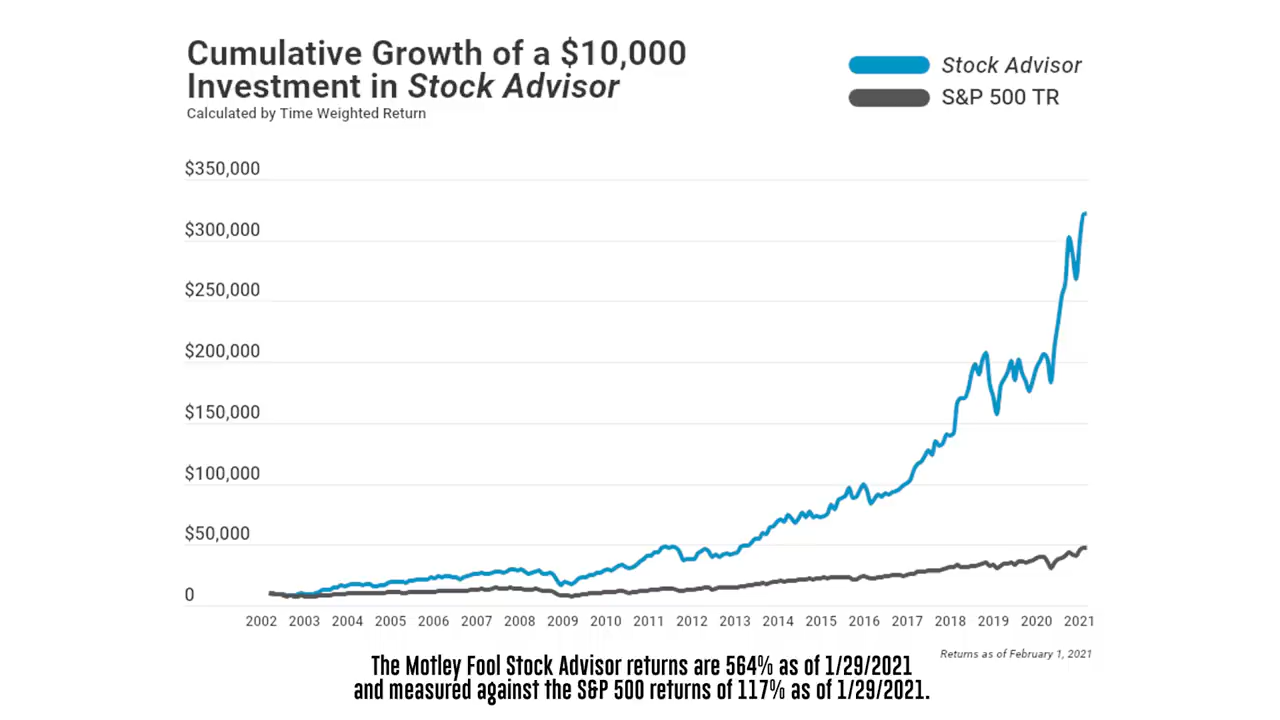 Cumulative Growth of a $10,000
Investment in Stock Advisor
Calculated by Time Weighted Return
Stock Advisor
S&P 500 TR
$350,000
$300,000
$250,000
$200,000
$150,000
$100,000
$50,000
0
2002 2003 2004 2005 2006 2007 2008 2009 2010 2011 2012 2013 2014 2015 2016 2017 2018 2019 2020 2021
Returns as of February 1, 2021
The Motley Fool Stock Advisor returns are 564% as of 1/29/2021
and measured against the S&P 500 returns of 117% as of 1/29/2021.